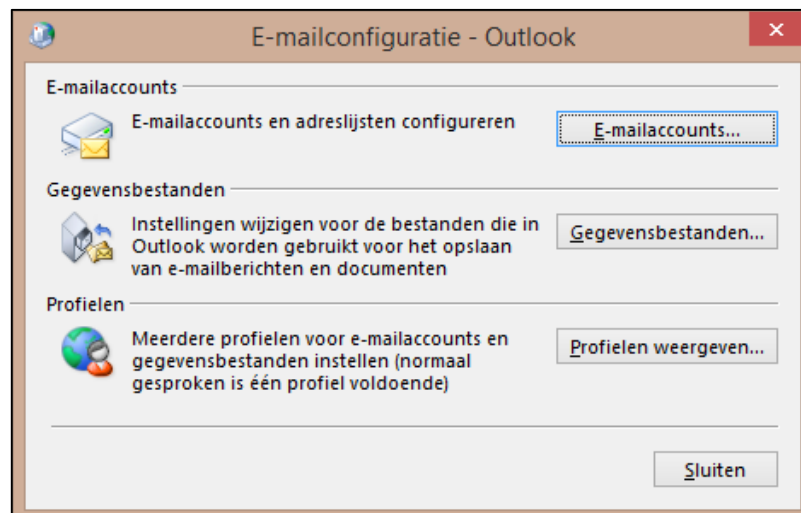 E-mailconfiguratie - Outlook
E-mailaccounts
E-mailaccounts en adreslijsten configureren
E-mailaccounts...
Gegevensbestanden
Instellingen wijzigen voor de bestanden die in
Outlook worden gebruikt voor het opslaan
van e-mailberichten en documenten
Gegevensbestanden...
Profielen
Meerdere profielen voor e-mailaccounts en
gegevensbestanden instellen (normaal
gesproken is één profiel voldoende)
Profielen weergeven...
Sluiten